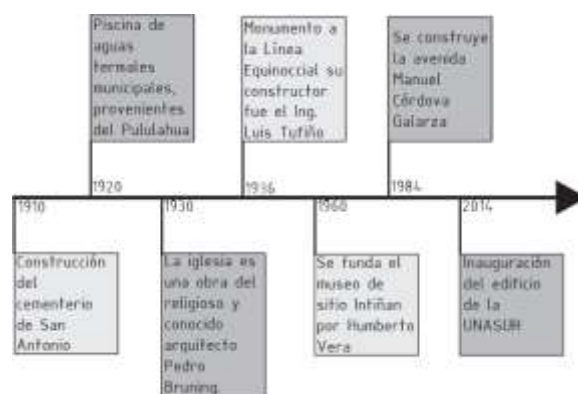 Piscina de
aguas
termales
municipales,
provenientes
del Pululahua
Monumento a
la Línea
Equinoccial su
constructor
fue el Ing.
Luis Tufiño
Se construye
la avenida
Manuel
Córdova
Galarza
1920
1936
1984
1910
1930
1960
2014
Construcción
del
cementerio
de San
Antonio
La iglesia es
una obra del
religioso y
conocido
arquitecto
Pedro
Bruning.
Se funda el
museo de
sitio Intiñan
por Humberto
Vera
Inauguración
del edificio
de la
UNASUR